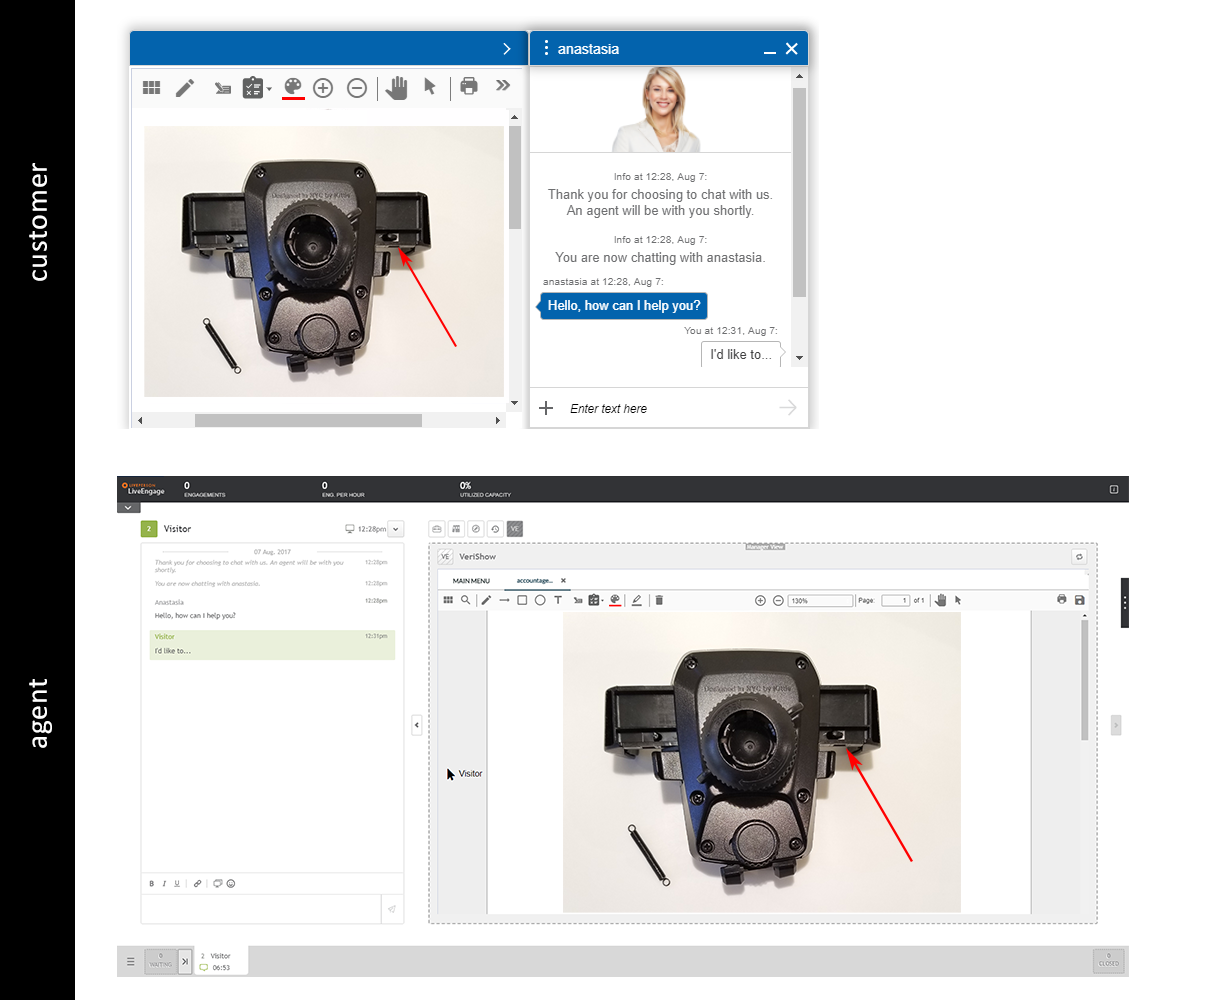 customer
anastasia
Designed in NYC by iKitts
Info at 12:28, Aug 7:
Thank you for choosing to chat with us.
An agent will be with you shortly.
Info at 12:28, Aug 7:
You are now chatting with anastasia.
anastasia at 12:28, Aug 7:
Hello, how can I help you?
You at 12:31, Aug 7:
I'd like to...
Enter text here
agent
LIVEPERSON
LiveEngage
0
ENGAGEMENTS
0
ENG. PER HOUR
0%
UTILIZED CAPACITY
2 Visitor 12:28pm
VE
07 Aug, 2017
Thank you for choosing to chat with us. An agent will be with you 12:28pm
shortly.
You are now chatting with anastasia. 12:28pm
Anastasia 12:28pm
Hello, how can I help you?
Visitor 12:31pm
I'd like to...
B I U
VE VeriShow
MAIN MENU accountage... x
T 130% Page: 1 of 1
Visitor
0
WAITING
2 Visitor
06:53
0
CLOSED